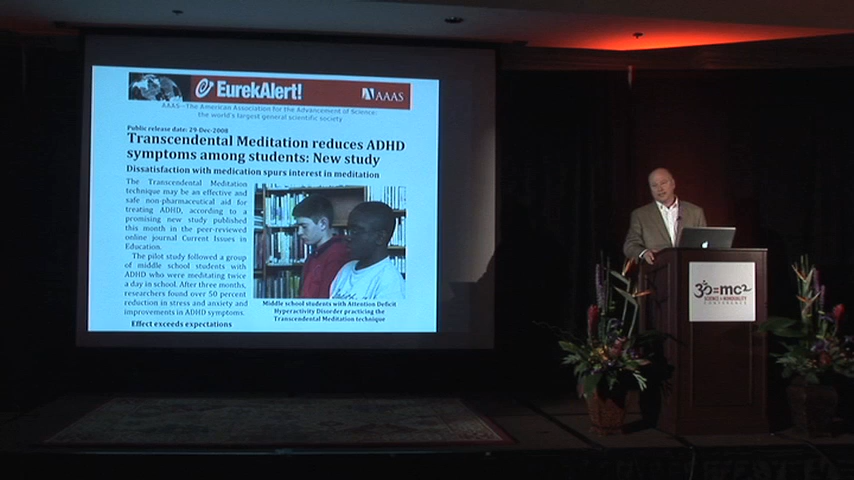 EurekAlert!
AAAS
AAAS—The American Association for the Advancement of Science:
the world's largest general scientific society
Public release date: 29-Dec-2008
Transcendental Meditation reduces ADHD
symptoms among students: New study
Dissatisfaction with medication spurs interest in meditation
The Transcendental Meditation
technique may be an effective and
safe non-pharmaceutical aid for
treating ADHD, according to a
promising new study published
this month in the peer-reviewed
online journal Current Issues in
Education.
The pilot study followed a group
of middle school students with
ADHD who were meditating twice
a day in school. After three months,
researchers found over 50 percent
reduction in stress and anxiety and
improvements in ADHD symptoms.
Effect exceeds expectations
Middle school students with Attention Deficit
Hyperactivity Disorder practicing the
Transcendental Meditation technique
ॐ=mc2
SCIENCE and NONDUALITY
CONFERENCE